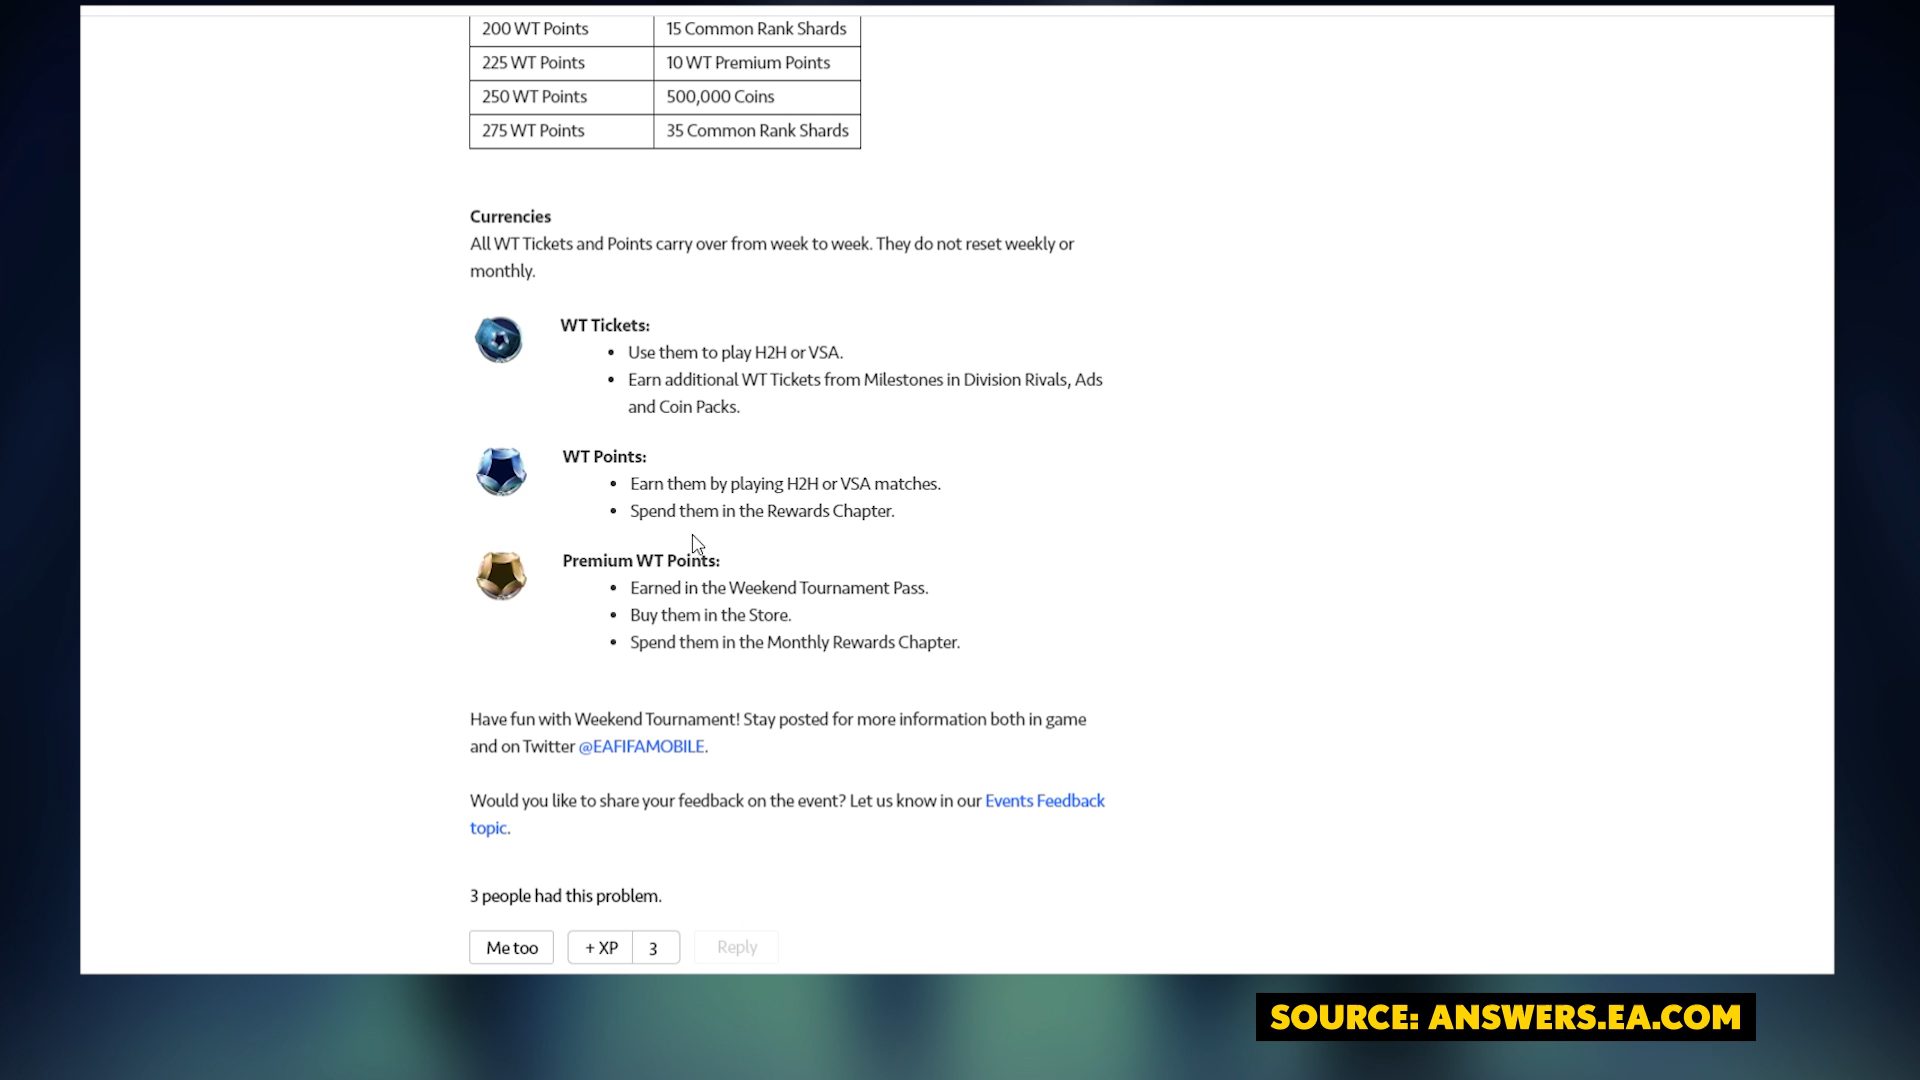 200 WT Points 15 Common Rank Shards
225 WT Points 10 WT Premium Points
250 WT Points 500,000 Coins
275 WT Points 35 Common Rank Shards
Currencies
All WT Tickets and Points carry over from week to week. They do not reset weekly or
monthly.
WT Tickets:
• Use them to play H2H or VSA.
• Earn additional WT Tickets from Milestones in Division Rivals, Ads
and Coin Packs.
WT Points:
• Earn them by playing H2H or VSA matches.
• Spend them in the Rewards Chapter.
Premium WT Points:
• Earned in the Weekend Tournament Pass.
• Buy them in the Store.
• Spend them in the Monthly Rewards Chapter.
Have fun with Weekend Tournament! Stay posted for more information both in game
and on Twitter @EAFIFAMOBILE.
Would you like to share your feedback on the event? Let us know in our Events Feedback
topic.
3 people had this problem.
Me too + XP 3 Reply
SOURCE: ANSWERS.EA.COM